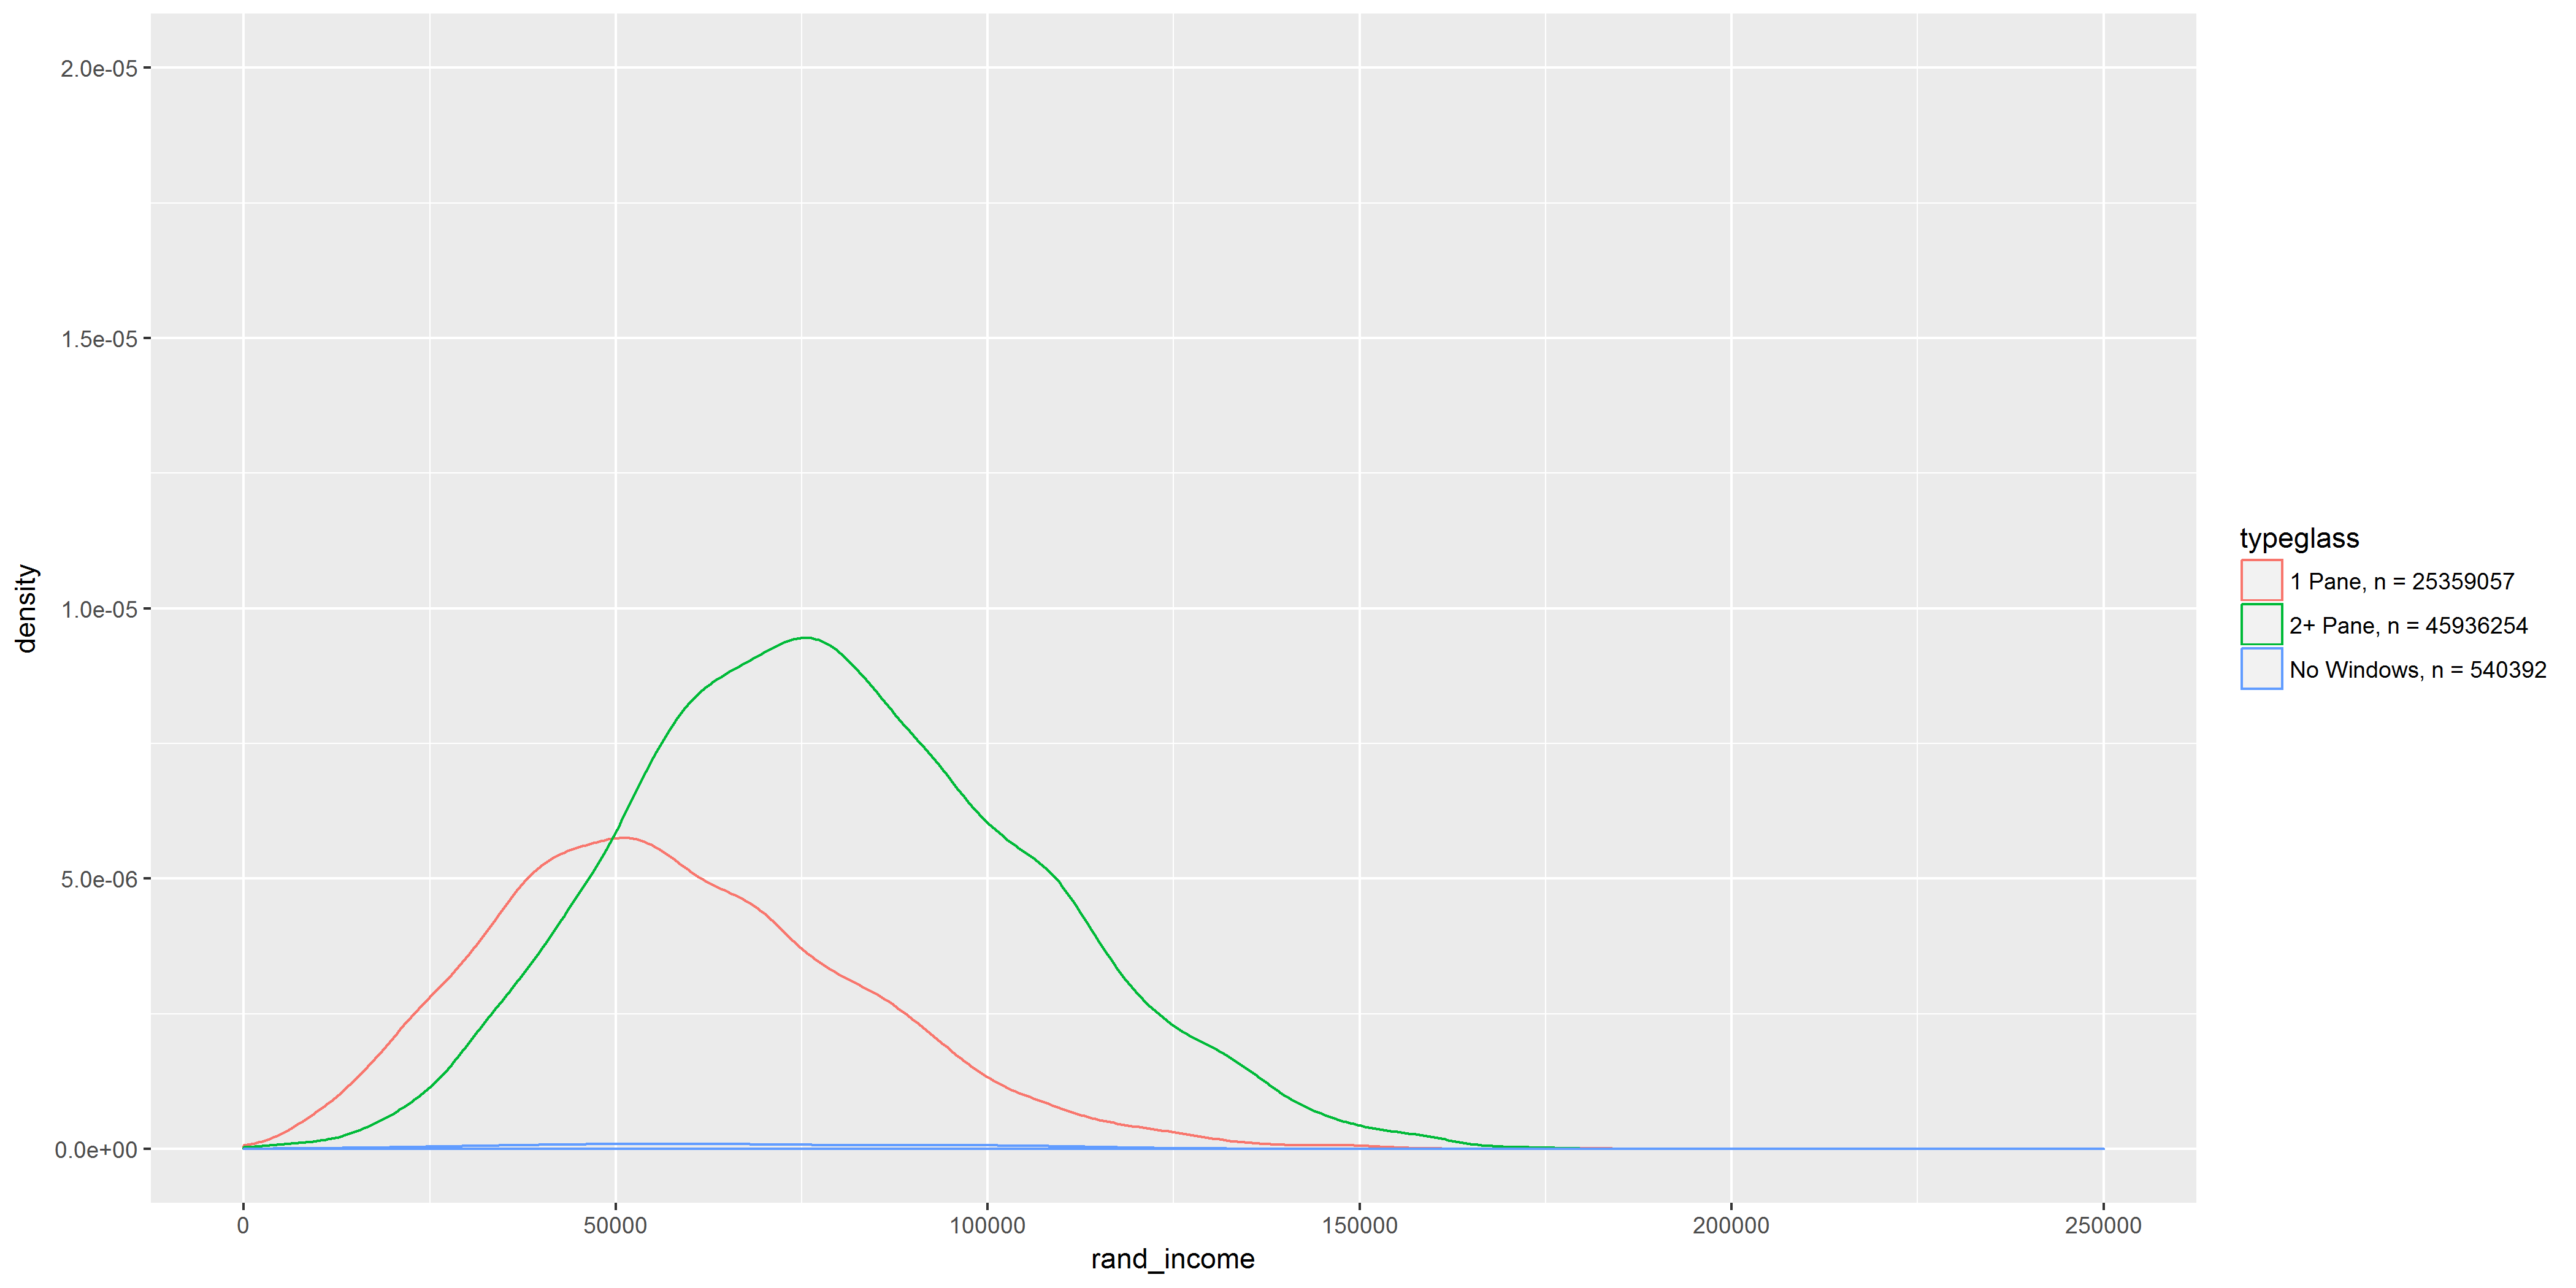 2.0e-05
1.5e-05
1.0e-05
5.0e-06
0.0e+00
density
0 50000 100000 150000 200000 250000
rand_income
typeglass
1 Pane, n = 25359057
2+ Pane, n = 45936254
No Windows, n = 540392